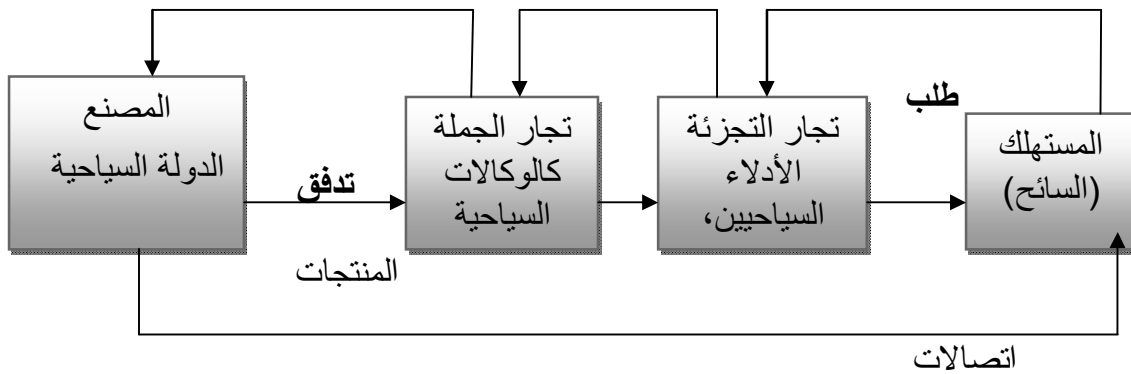 المصنع
الدولة السياحية
تدفق
المنتجات
تجار الجملة
كالوكالات
السياحية
تجار التجزئة
الأدلاء
السياحيين،
طلب
المستهلك
(السائح)
اتصالات